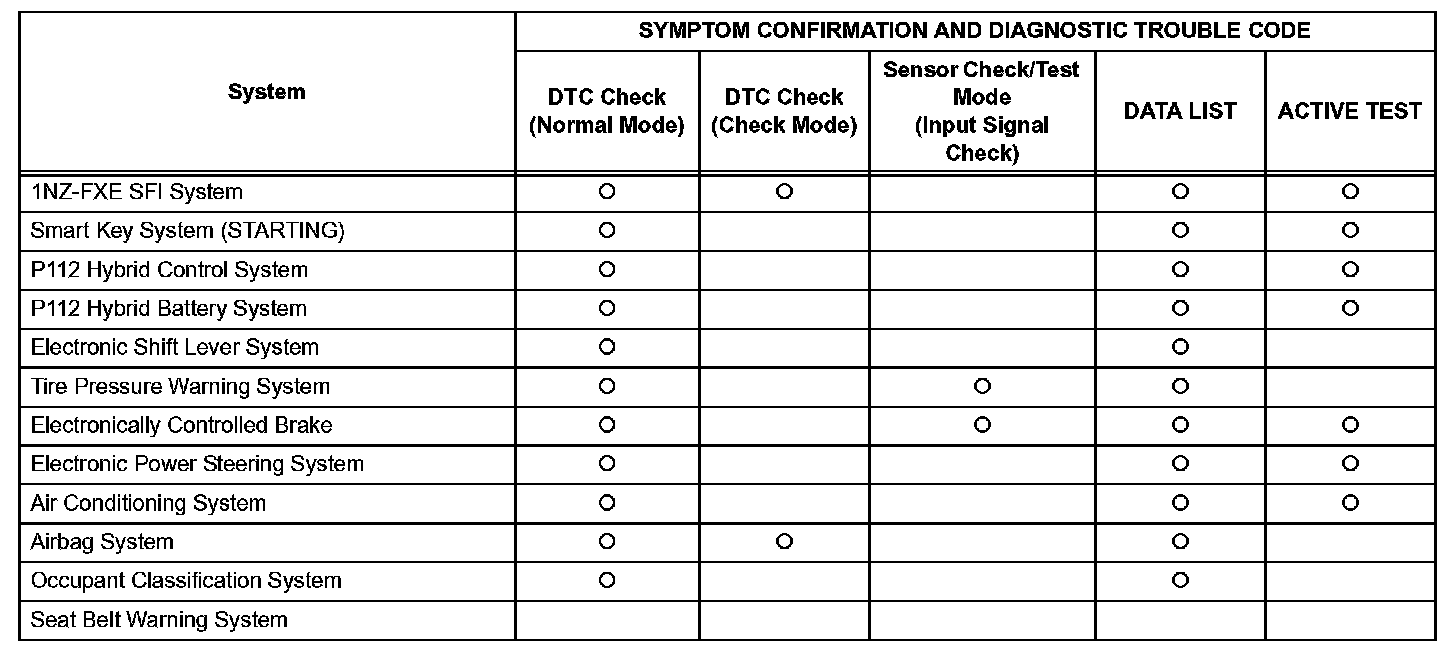 SYMPTOM CONFIRMATION AND DIAGNOSTIC TROUBLE CODE
System
DTC Check
(Normal Mode)
DTC Check
(Check Mode)
Sensor Check/Test
Mode
(Input Signal
Check)
DATA LIST
ACTIVE TEST
1NZ-FXE SFI System ○ ○ ○ ○
Smart Key System (STARTING) ○ ○ ○
P112 Hybrid Control System ○ ○ ○
P112 Hybrid Battery System ○ ○ ○
Electronic Shift Lever System ○ ○
Tire Pressure Warning System ○ ○ ○
Electronically Controlled Brake ○ ○ ○ ○
Electronic Power Steering System ○ ○ ○
Air Conditioning System ○ ○ ○
Airbag System ○ ○ ○
Occupant Classification System ○ ○
Seat Belt Warning System